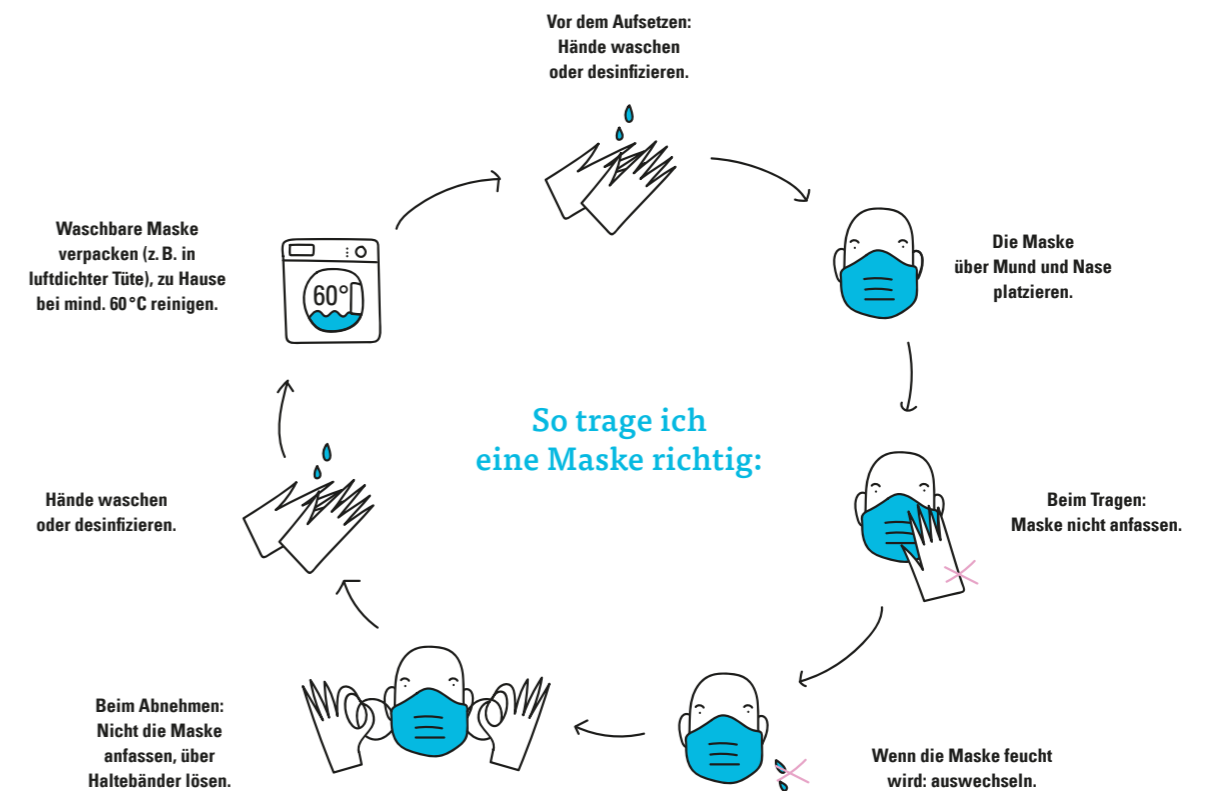 Vor dem Aufsetzen:
Hände waschen
oder desinfizieren.
Die Maske
über Mund und Nase
platzieren.
Beim Tragen:
Maske nicht anfassen.
Wenn die Maske feucht
wird: auswechseln.
Beim Abnehmen:
Nicht die Maske
anfassen, über
Haltebänder lösen.
Hände waschen
oder desinfizieren.
Waschbare Maske
verpacken (z. B. in
luftdichter Tüte), zu Hause
bei mind. 60°C reinigen.
60°
So trage ich
eine Maske richtig: